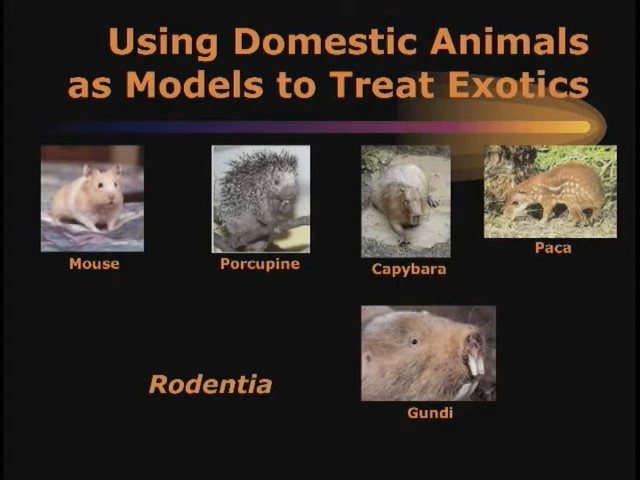 Using Domestic Animals
as Models to Treat Exotics
Mouse
Porcupine
Capybara
Paca
Rodentia
Gundi